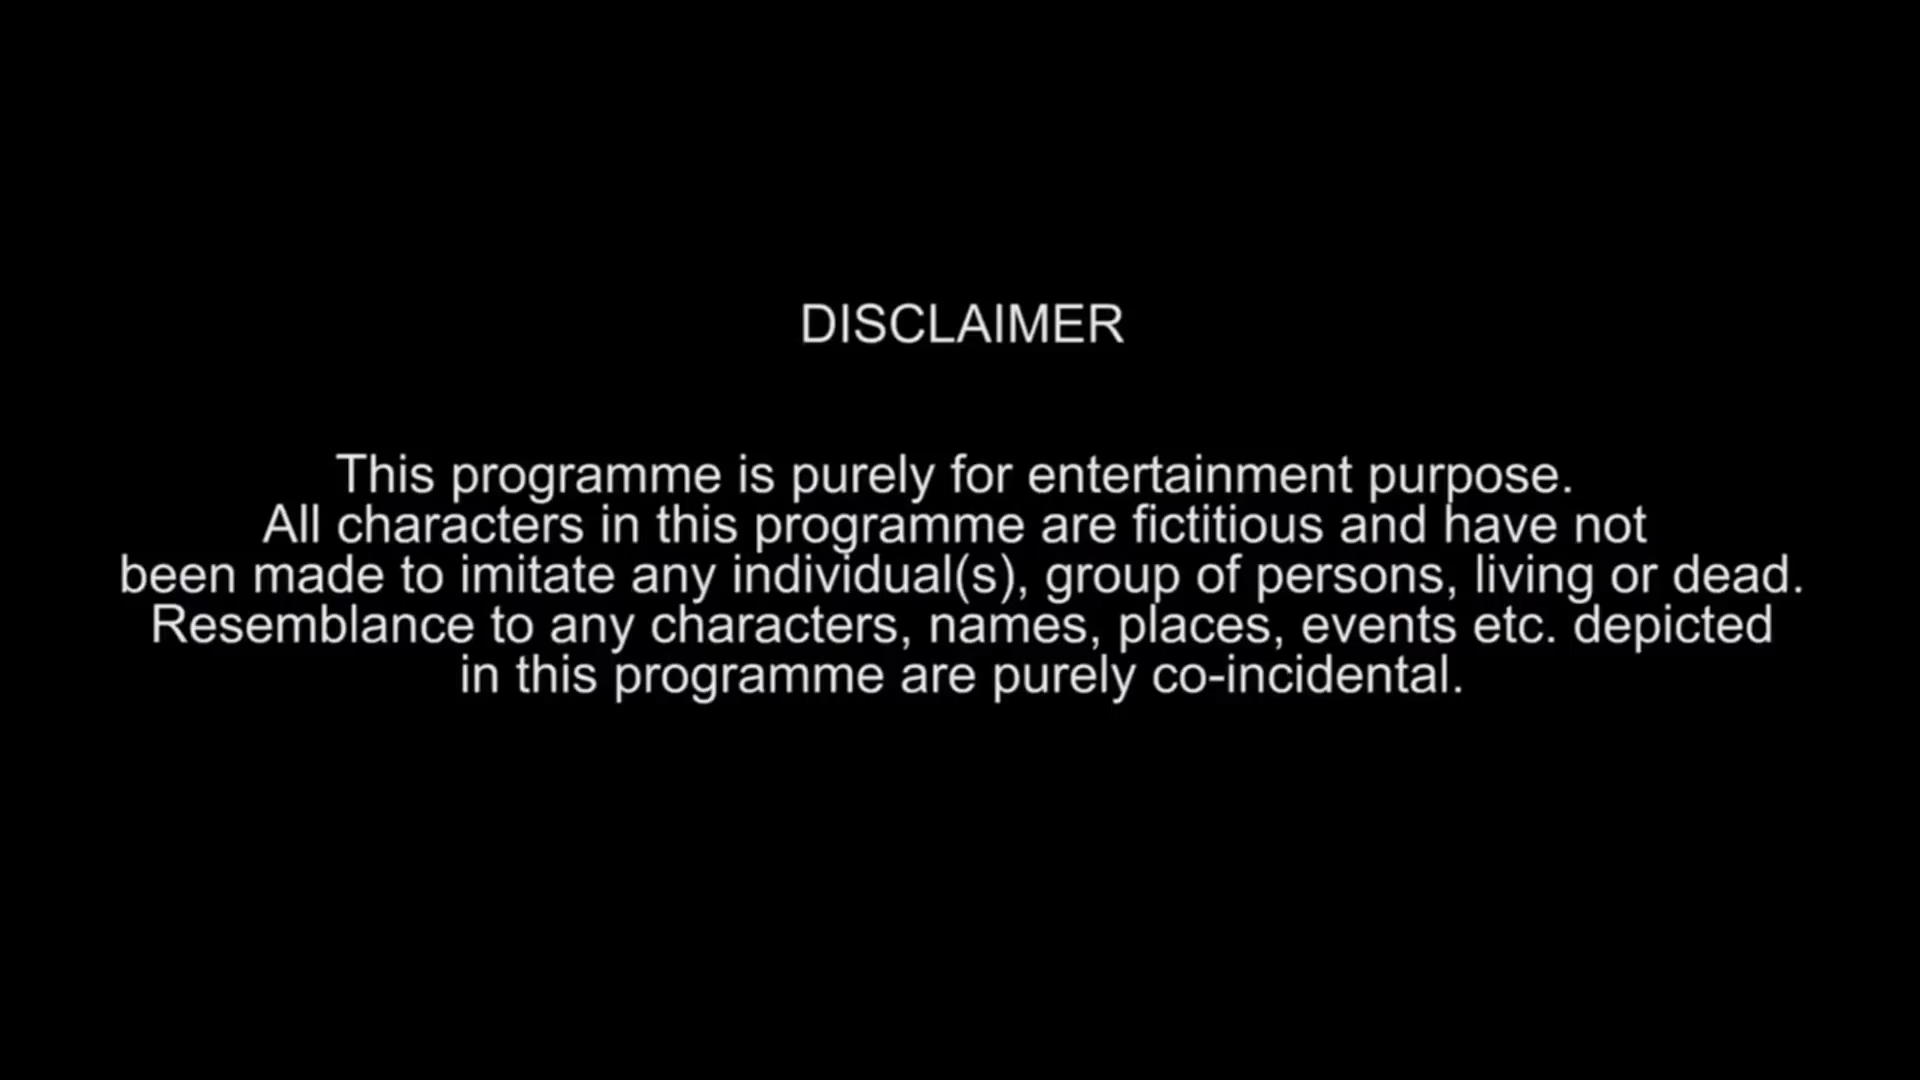 DISCLAIMER
This programme is purely for entertainment purpose.
All characters in this programme are fictitious and have not
been made to imitate any individual(s), group of persons, living or dead.
Resemblance to any characters, names, places, events etc. depicted
in this programme are purely co-incidental.